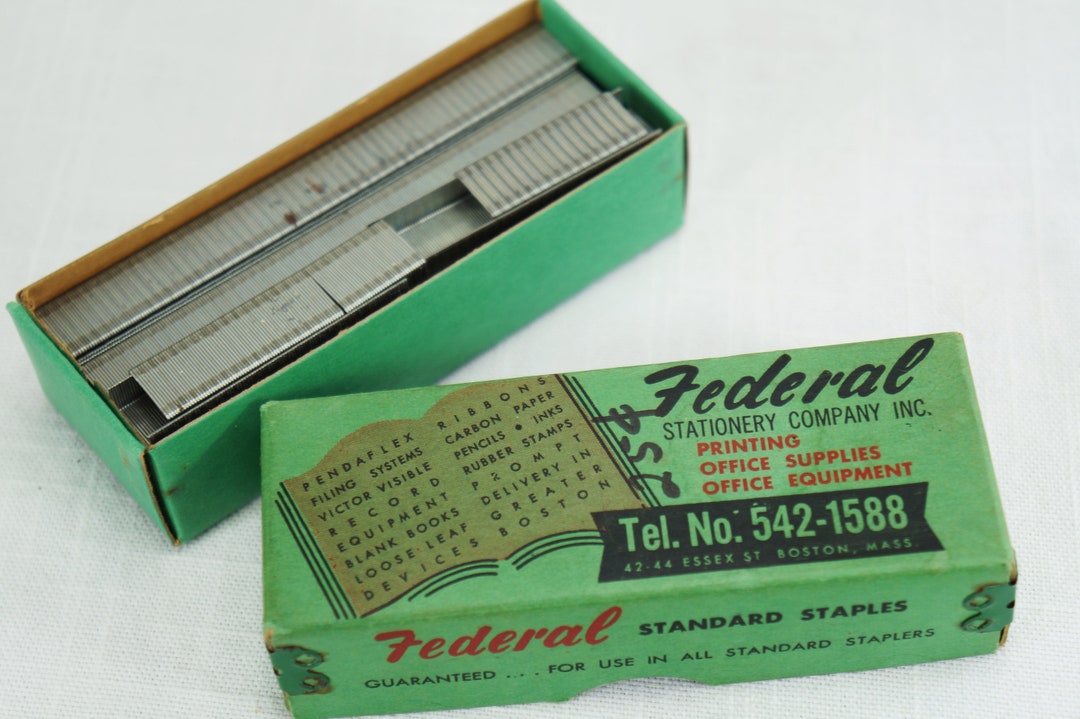 PENDAFLEX
FILING SYSTEMS
VICTOR VISIBLE
RECORD
EQUIPMENT
BLANK BOOKS
LOOSE-LEAF
DEVICES
RIBBONS
CARBON PAPER
PENCILS • INKS
RUBBER STAMPS
PROMPT
DELIVERY IN
GREATER
BOSTON
Federal
STATIONERY COMPANY INC.
PRINTING
OFFICE SUPPLIES
OFFICE EQUIPMENT
Tel. No. 542-1588
42-44 ESSEX ST BOSTON, MASS
Federal STANDARD STAPLES
GUARANTEED ... FOR USE IN ALL STANDARD STAPLERS